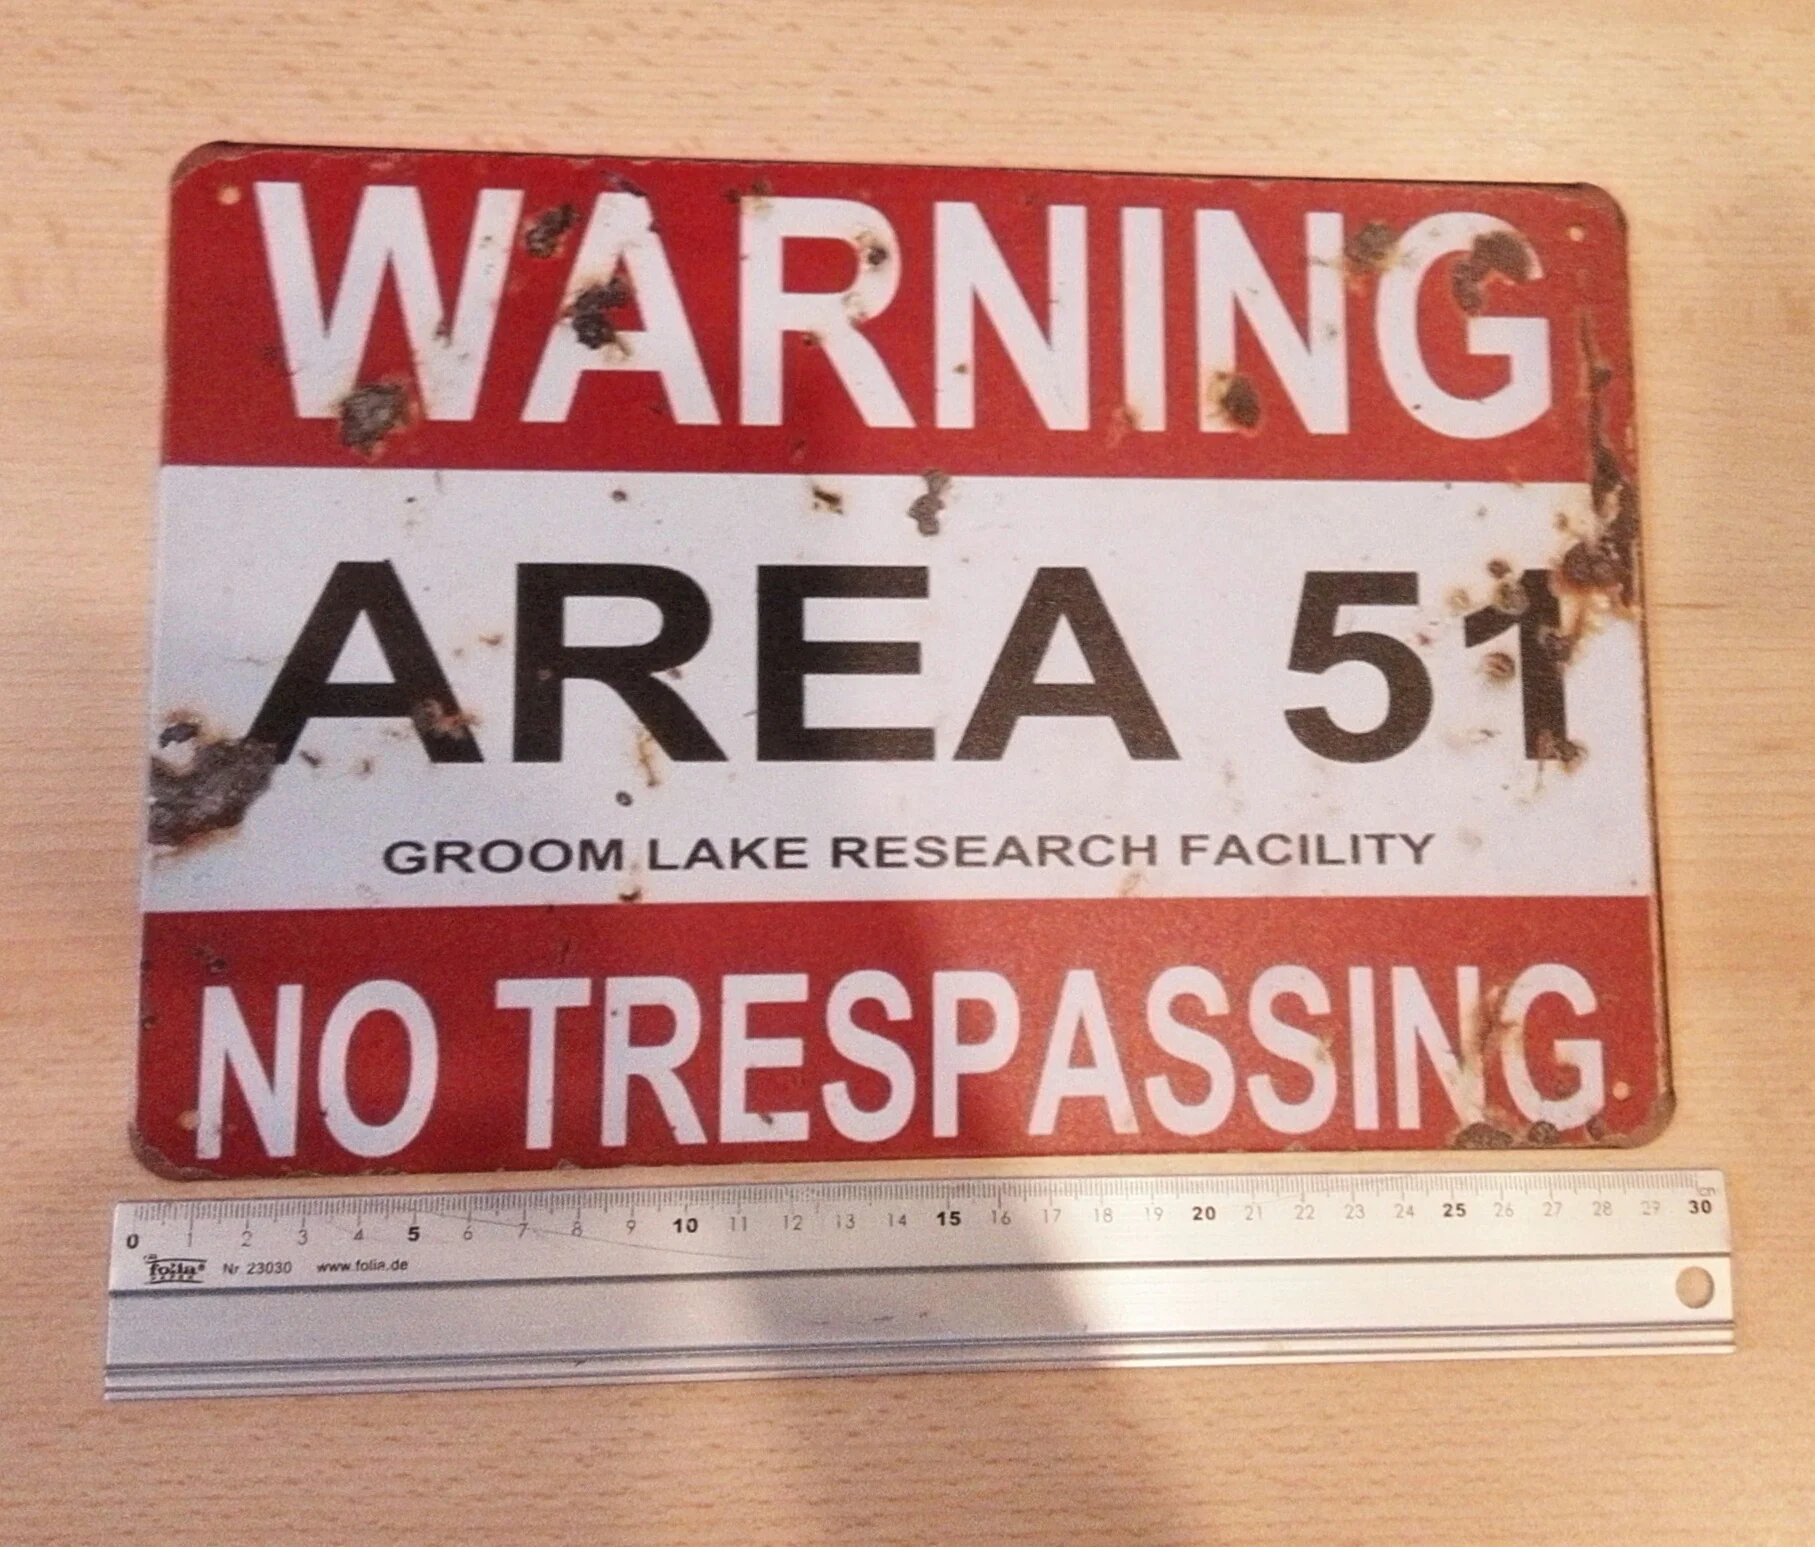 WARNING
AREA 51
GROOM LAKE RESEARCH FACILITY
NO TRESPASSING
0 1 2 3 4 5 6 7 8 9 10 11 12 13 14 15 16 17 18 19 20 21 22 23 24 25 26 27 28 29 30 cm
folia® Nr 23030 www.folia.de